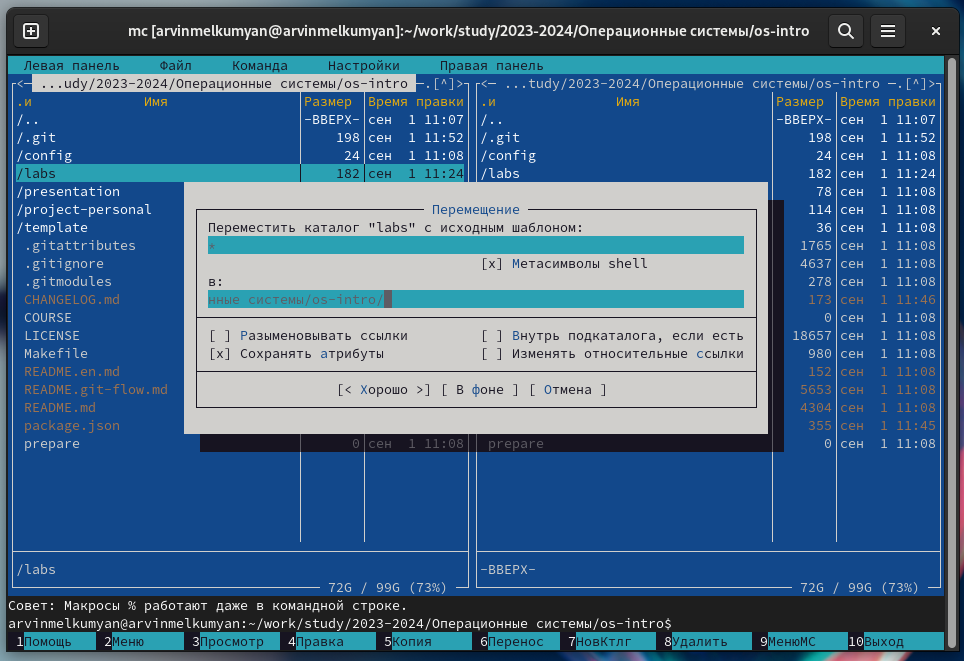 mc [arvinmelkumyan@arvinmelkumyan]:~/work/study/2023-2024/Операционные системы/os-intro
Левая панель Файл Команда Настройки Правая панель
<— ...udy/2023-2024/Операционные системы/os-intro —.[^]> <— ...tudy/2023-2024/Операционные системы/os-intro —.[^]>
.и Имя Размер Время правки .и Имя Размер Время правки
/.. -ВВЕРХ- сен 1 11:07 /.. -ВВЕРХ- сен 1 11:07
/.git 198 сен 1 11:52 /.git 198 сен 1 11:52
/config 24 сен 1 11:08 /config 24 сен 1 11:08
/labs 182 сен 1 11:24 /labs 182 сен 1 11:24
/presentation 78 сен 1 11:08
/project-personal Перемещение 114 сен 1 11:08
/template Переместить каталог "labs" с исходным шаблоном: 36 сен 1 11:08
.gitattributes * 1765 сен 1 11:08
.gitignore [x] Метасимволы shell 4637 сен 1 11:08
.gitmodules в: 278 сен 1 11:08
CHANGELOG.md нные системы/os-intro/ 173 сен 1 11:46
COURSE 0 сен 1 11:08
LICENSE [ ] Разыменовывать ссылки [ ] Внутрь подкаталога, если есть 18657 сен 1 11:08
Makefile [x] Сохранять атрибуты [ ] Изменять относительные ссылки 980 сен 1 11:08
README.en.md 152 сен 1 11:08
README.git-flow.md [< Хорошо >] [ В фоне ] [ Отмена ] 5653 сен 1 11:08
README.md 4304 сен 1 11:08
package.json 355 сен 1 11:45
prepare 0 сен 1 11:08 prepare 0 сен 1 11:08
/labs -ВВЕРХ-
72G / 99G (73%) 72G / 99G (73%)
Совет: Макросы % работают даже в командной строке.
arvinmelkumyan@arvinmelkumyan:~/work/study/2023-2024/Операционные системы/os-intro$
1Помощь 2Меню 3Просмотр 4Правка 5Копия 6Перенос 7НовКтлг 8Удалить 9МенюMC 10Выход